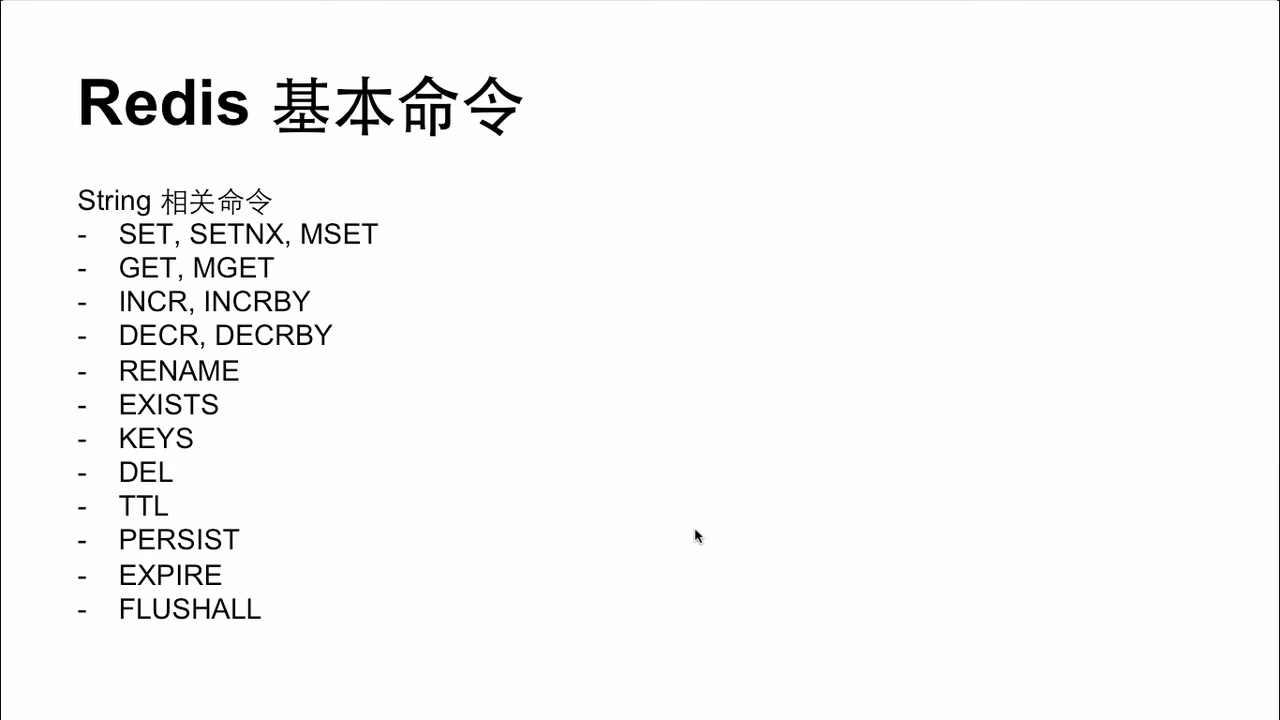 Redis 基本命令
String 相关命令
- SET, SETNX, MSET
- GET, MGET
- INCR, INCRBY
- DECR, DECRBY
- RENAME
- EXISTS
- KEYS
- DEL
- TTL
- PERSIST
- EXPIRE
- FLUSHALL